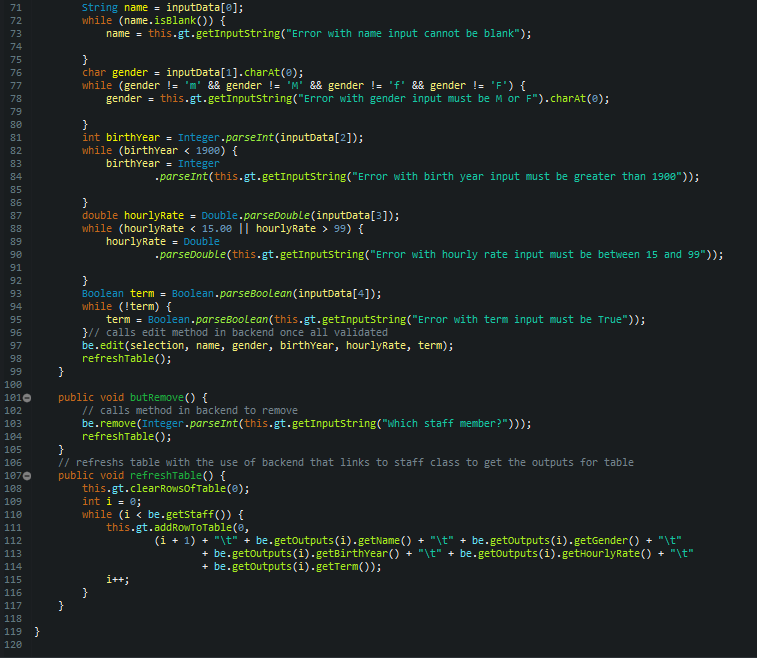 71 String name = inputData[0];
72 while (name.isBlank()) {
73 name = this.gt.getInputString("Error with name input cannot be blank");
74
75 }
76 char gender = inputData[1].charAt(0);
77 while (gender != 'm' && gender != 'M' && gender != 'f' && gender != 'F') {
78 gender = this.gt.getInputString("Error with gender input must be M or F").charAt(0);
79
80 }
81 int birthYear = Integer.parseInt(inputData[2]);
82 while (birthYear < 1900) {
83 birthYear = Integer
84 .parseInt(this.gt.getInputString("Error with birth year input must be greater than 1900"));
85
86 }
87 double hourlyRate = Double.parseDouble(inputData[3]);
88 while (hourlyRate < 15.00 || hourlyRate > 99) {
89 hourlyRate = Double
90 .parseDouble(this.gt.getInputString("Error with hourly rate input must be between 15 and 99"));
91
92 }
93 Boolean term = Boolean.parseBoolean(inputData[4]);
94 while (!term) {
95 term = Boolean.parseBoolean(this.gt.getInputString("Error with term input must be True"));
96 }// calls edit method in backend once all validated
97 be.edit(selection, name, gender, birthYear, hourlyRate, term);
98 refreshTable();
99 }
100
101 public void butRemove() {
102 // calls method in backend to remove
103 be.remove(Integer.parseInt(this.gt.getInputString("Which staff member?")));
104 refreshTable();
105 }
106 // refreshs table with the use of backend that links to staff class to get the outputs for table
107 public void refreshTable() {
108 this.gt.clearRowsOfTable(0);
109 int i = 0;
110 while (i < be.getStaff()) {
111 this.gt.addRowToTable(0,
112 (i + 1) + "\t" + be.getOutputs(i).getName() + "\t" + be.getOutputs(i).getGender() + "\t"
113 + be.getOutputs(i).getBirthYear() + "\t" + be.getOutputs(i).getHourlyRate() + "\t"
114 + be.getOutputs(i).getTerm());
115 i++;
116 }
117 }
118
119 }
120